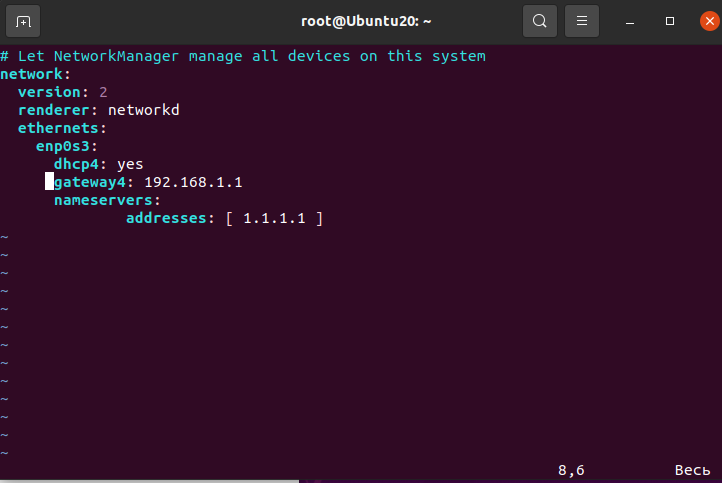 root@Ubuntu20: ~
# Let NetworkManager manage all devices on this system
network:
  version: 2
  renderer: networkd
  ethernets:
    enp0s3:
      dhcp4: yes
      gateway4: 192.168.1.1
      nameservers:
              addresses: [ 1.1.1.1 ]
~
~
~
~
~
~
~
~
~
~
~
~
~
8,6 Весь